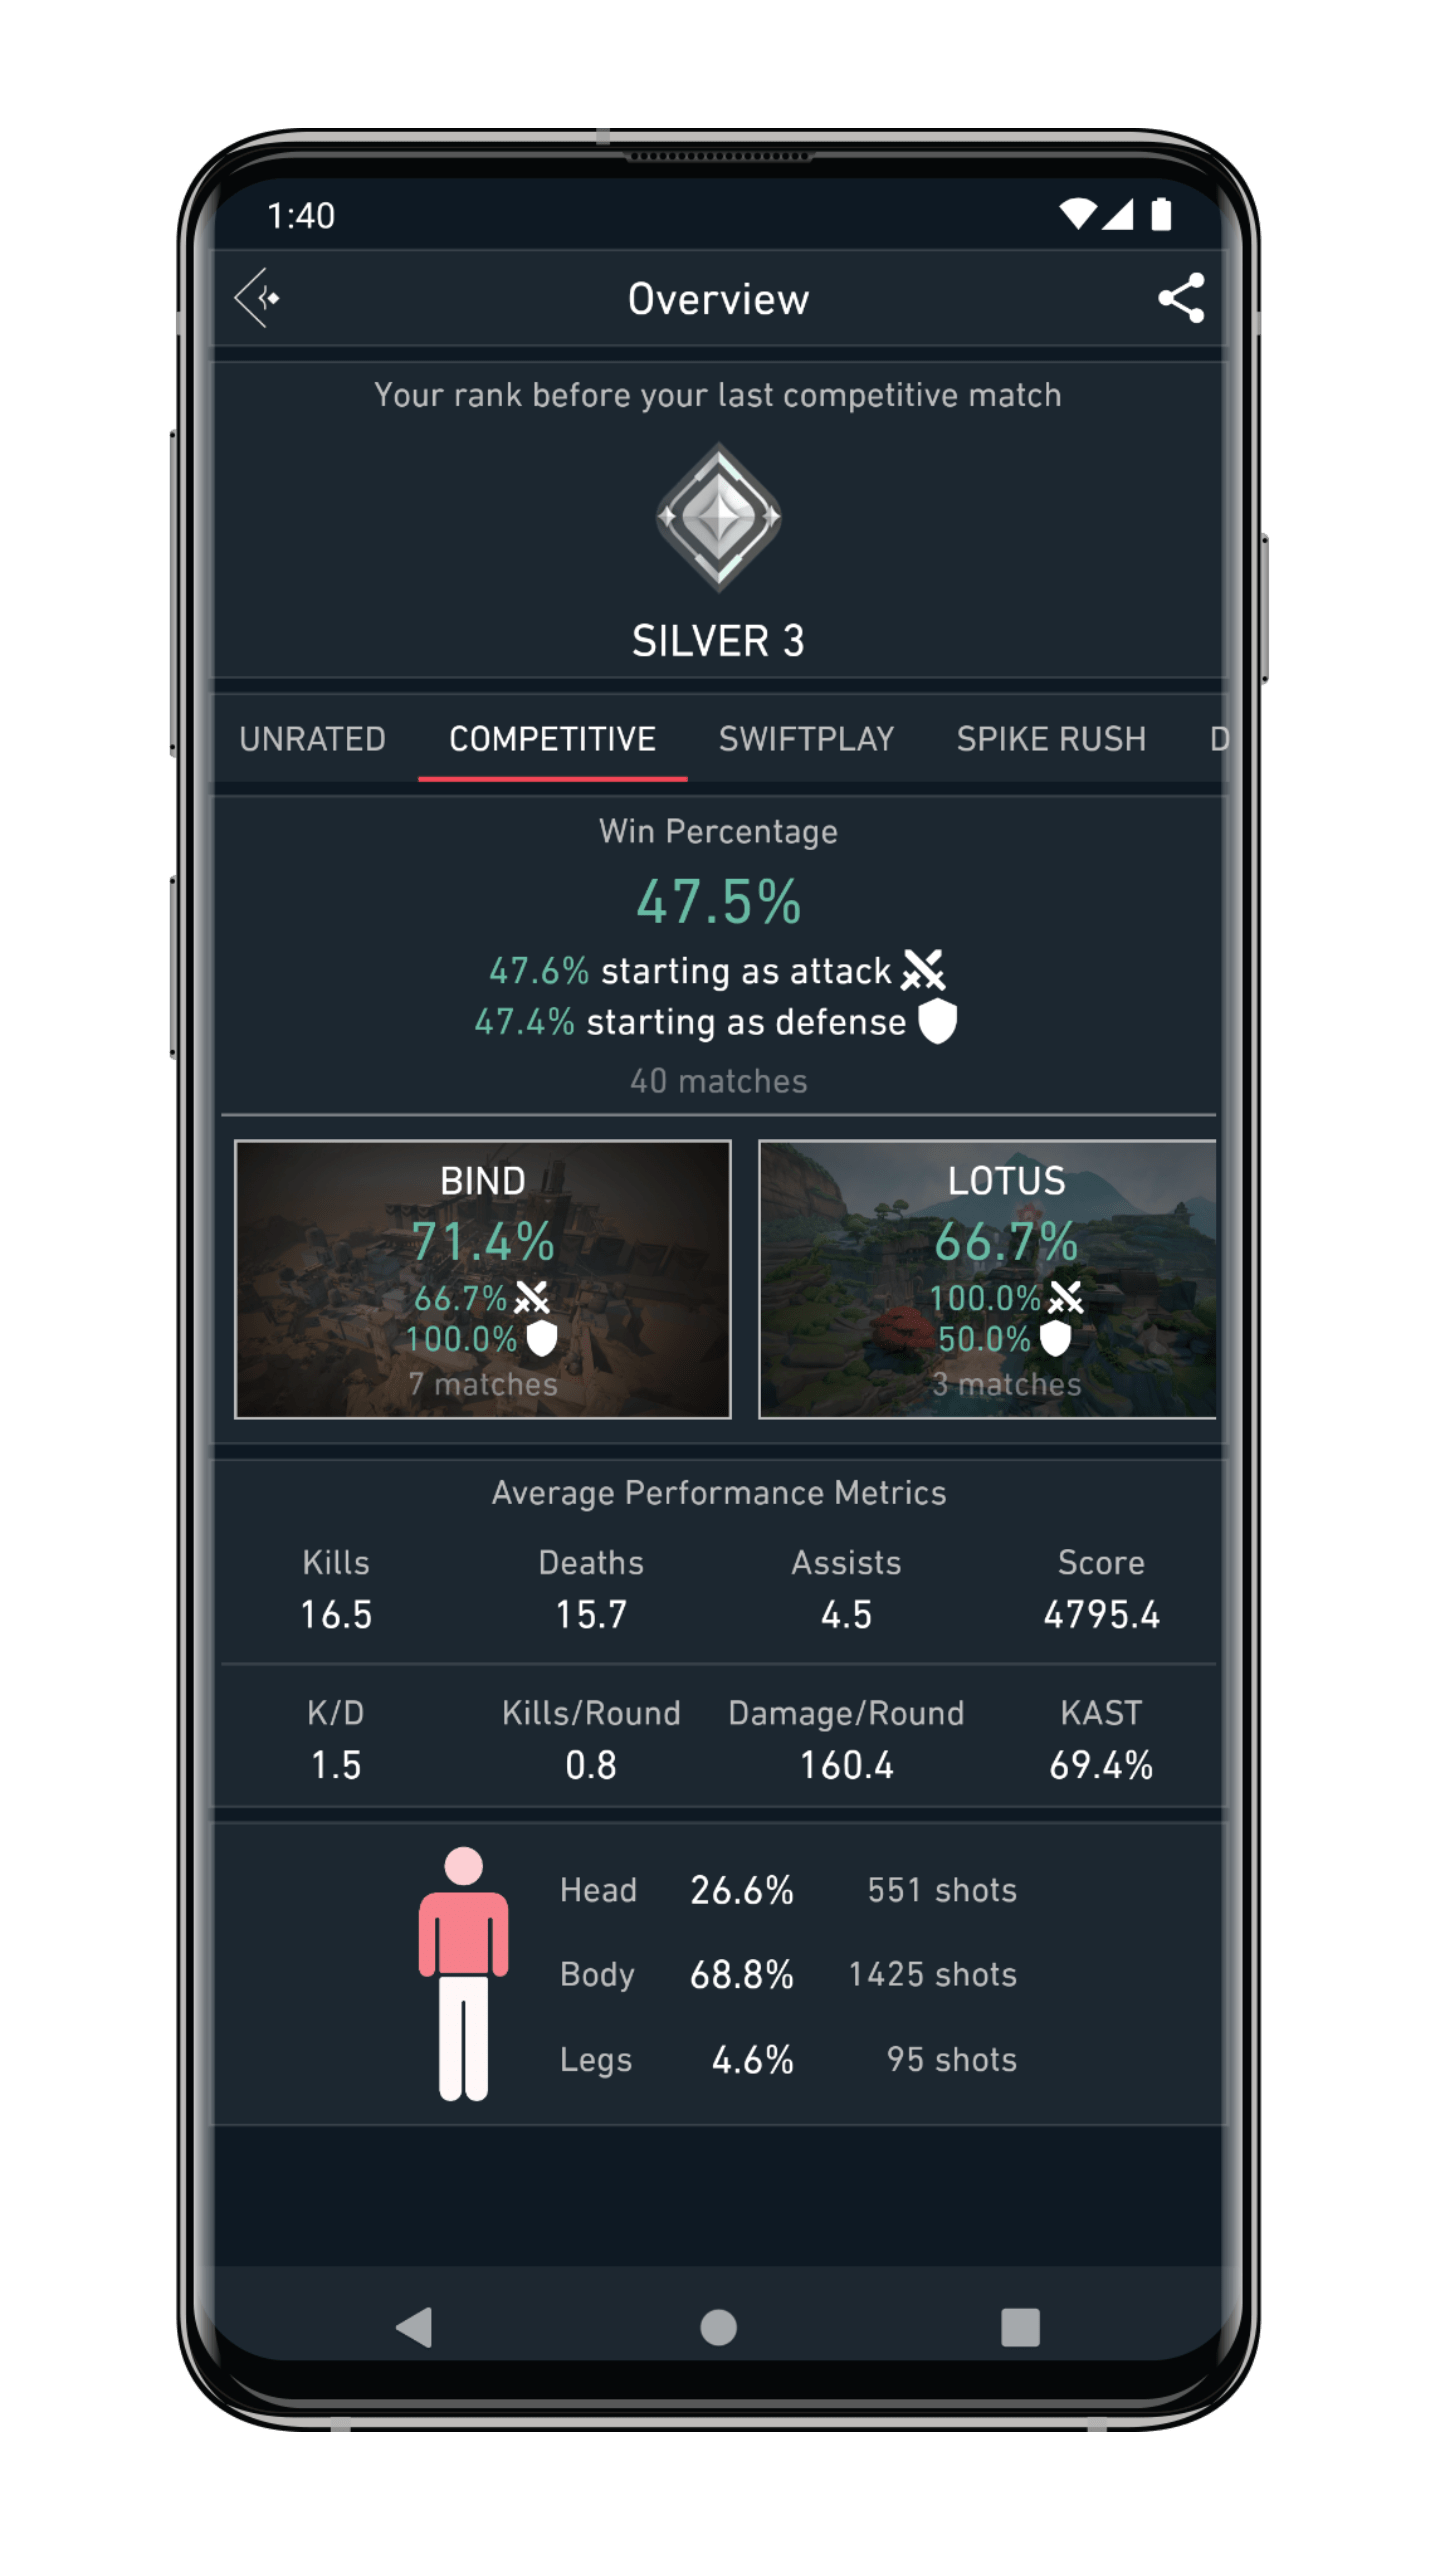 1:40
Overview
Your rank before your last competitive match
SILVER 3
UNRATED COMPETITIVE SWIFTPLAY SPIKE RUSH D
Win Percentage
47.5%
47.6% starting as attack
47.4% starting as defense
40 matches
BIND
71.4%
66.7%
100.0%
7 matches
LOTUS
66.7%
100.0%
50.0%
3 matches
Average Performance Metrics
Kills Deaths Assists Score
16.5 15.7 4.5 4795.4
K/D Kills/Round Damage/Round KAST
1.5 0.8 160.4 69.4%
Head 26.6% 551 shots
Body 68.8% 1425 shots
Legs 4.6% 95 shots